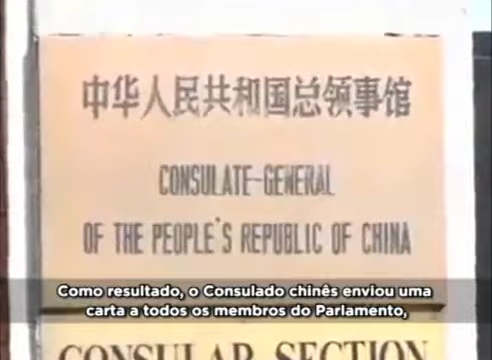 中华人民共和国总领事馆
CONSULATE-GENERAL
OF THE PEOPLE'S REPUBLIC OF CHINA
Como resultado, o Consulado chinês enviou uma
carta a todos os membros do Parlamento,
CONSULAR SECTION